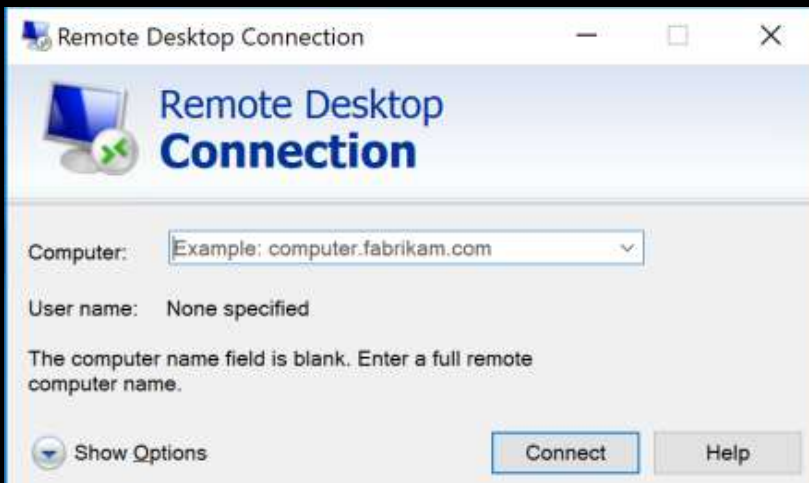 Remote Desktop Connection
Remote Desktop
Connection
Computer: Example: computer.fabrikam.com
User name: None specified
The computer name field is blank. Enter a full remote
computer name.
Show Options Connect Help